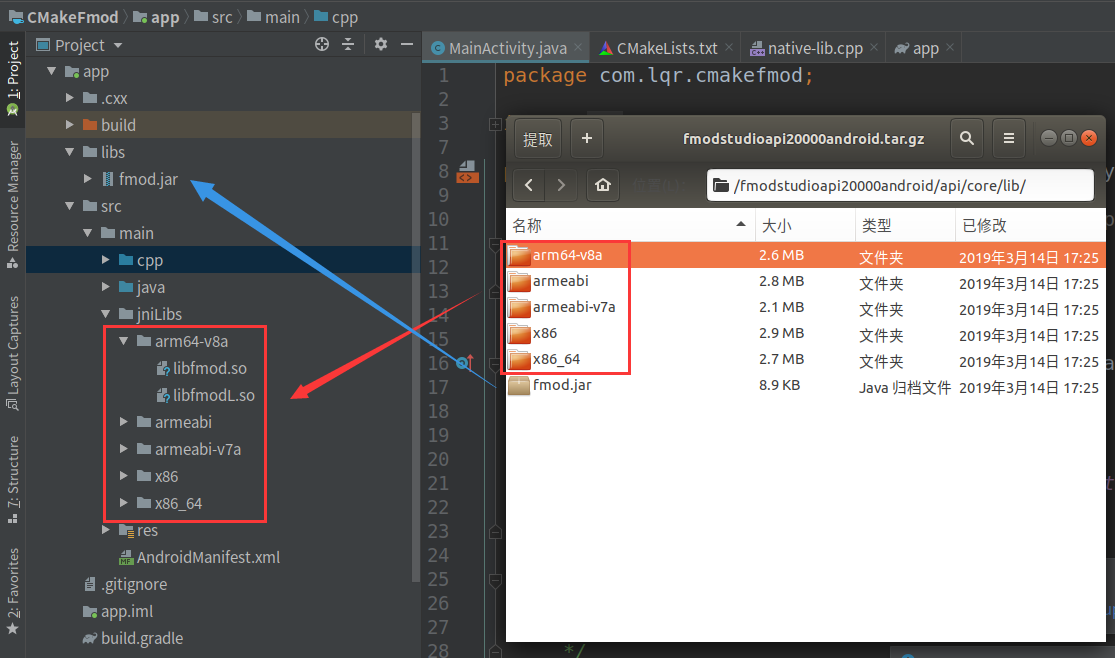 CMakeFmod app src main cpp
1: Project
Resource Manager
Layout Captures
7: Structure
2: Favorites
Project
app
.cxx
build
libs
fmod.jar
src
main
cpp
java
jniLibs
arm64-v8a
libfmod.so
libfmodL.so
armeabi
armeabi-v7a
x86
x86_64
res
AndroidManifest.xml
.gitignore
app.iml
build.gradle
MainActivity.java CMakeLists.txt native-lib.cpp app
1 package com.lqr.cmakefmod;
2
3
7
8
9
10
11
12
13
14
15
16
17
18
19
20
21
22
23
24
25
26
27
28 */
提取 fmodstudioapi20000android.tar.gz
/fmodstudioapi20000android/api/core/lib/
名称 大小 类型 已修改
arm64-v8a 2.6 MB 文件夹 2019年3月14日 17:25
armeabi 2.8 MB 文件夹 2019年3月14日 17:25
armeabi-v7a 2.1 MB 文件夹 2019年3月14日 17:25
x86 2.9 MB 文件夹 2019年3月14日 17:25
x86_64 2.7 MB 文件夹 2019年3月14日 17:25
fmod.jar 8.9 KB Java 归档文件 2019年3月14日 17:25